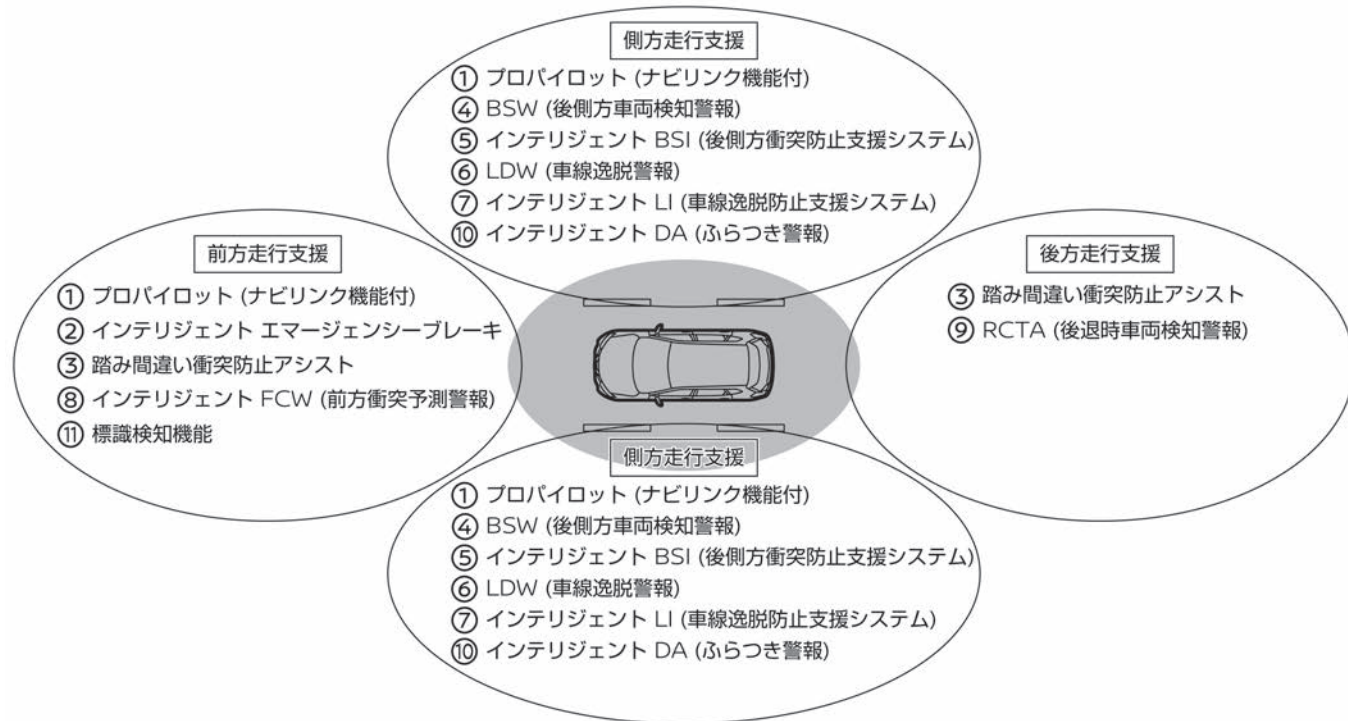 側方走行支援
① プロパイロット (ナビリンク機能付)
④ BSW (後側方車両検知警報)
⑤ インテリジェント BSI (後側方衝突防止支援システム)
⑥ LDW (車線逸脱警報)
⑦ インテリジェント LI (車線逸脱防止支援システム)
⑩ インテリジェント DA (ふらつき警報)
前方走行支援
① プロパイロット (ナビリンク機能付)
② インテリジェント エマージェンシーブレーキ
③ 踏み間違い衝突防止アシスト
⑧ インテリジェント FCW (前方衝突予測警報)
⑪ 標識検知機能
後方走行支援
③ 踏み間違い衝突防止アシスト
⑨ RCTA (後退時車両検知警報)
側方走行支援
① プロパイロット (ナビリンク機能付)
④ BSW (後側方車両検知警報)
⑤ インテリジェント BSI (後側方衝突防止支援システム)
⑥ LDW (車線逸脱警報)
⑦ インテリジェント LI (車線逸脱防止支援システム)
⑩ インテリジェント DA (ふらつき警報)